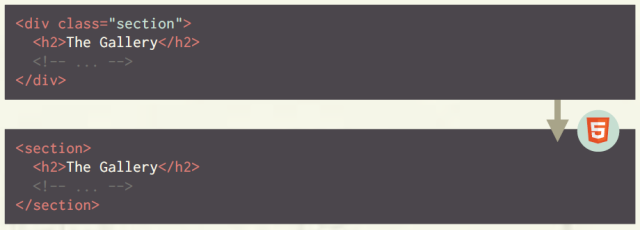 <div class="section">
  <h2>The Gallery</h2>
  <!-- ... -->
</div>
<section>
  <h2>The Gallery</h2>
  <!-- ... -->
</section>
5